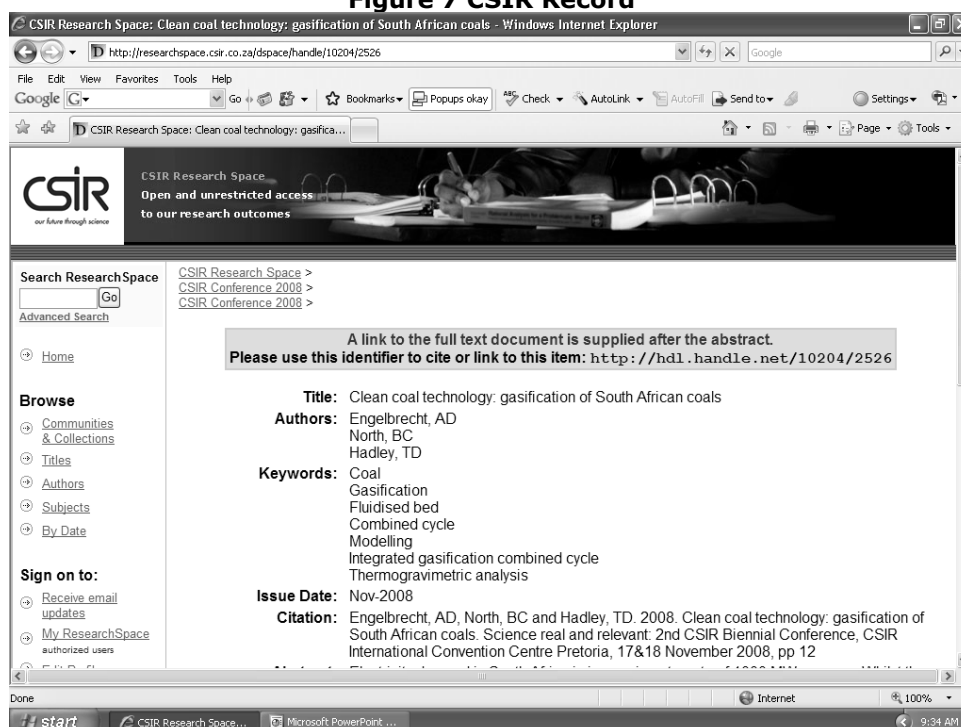 Figure 7 CSIR Record
CSIR Research Space: Clean coal technology: gasification of South African coals - Windows Internet Explorer
http://researchspace.csir.co.za/dspace/handle/10204/2526
Google
File Edit View Favorites Tools Help
Google G Go Bookmarks Popups okay Check AutoLink AutoFill Send to Settings
CSIR Research Space: Clean coal technology: gasifica... Page Tools
CSIR
our future through science
CSIR Research Space
Open and unrestricted access
to our research outcomes
Search ResearchSpace
Go
Advanced Search
Home
Browse
Communities
& Collections
Titles
Authors
Subjects
By Date
Sign on to:
Receive email
updates
My ResearchSpace
authorized users
CSIR Research Space >
CSIR Conference 2008 >
CSIR Conference 2008 >
A link to the full text document is supplied after the abstract.
Please use this identifier to cite or link to this item: http://hdl.handle.net/10204/2526
Title: Clean coal technology: gasification of South African coals
Authors: Engelbrecht, AD
North, BC
Hadley, TD
Keywords: Coal
Gasification
Fluidised bed
Combined cycle
Modelling
Integrated gasification combined cycle
Thermogravimetric analysis
Issue Date: Nov-2008
Citation: Engelbrecht, AD, North, BC and Hadley, TD. 2008. Clean coal technology: gasification of
South African coals. Science real and relevant: 2nd CSIR Biennial Conference, CSIR
International Convention Centre Pretoria, 17&18 November 2008, pp 12
Done Internet 100%
start CSIR Research Space... Microsoft PowerPoint ... 9:34 AM